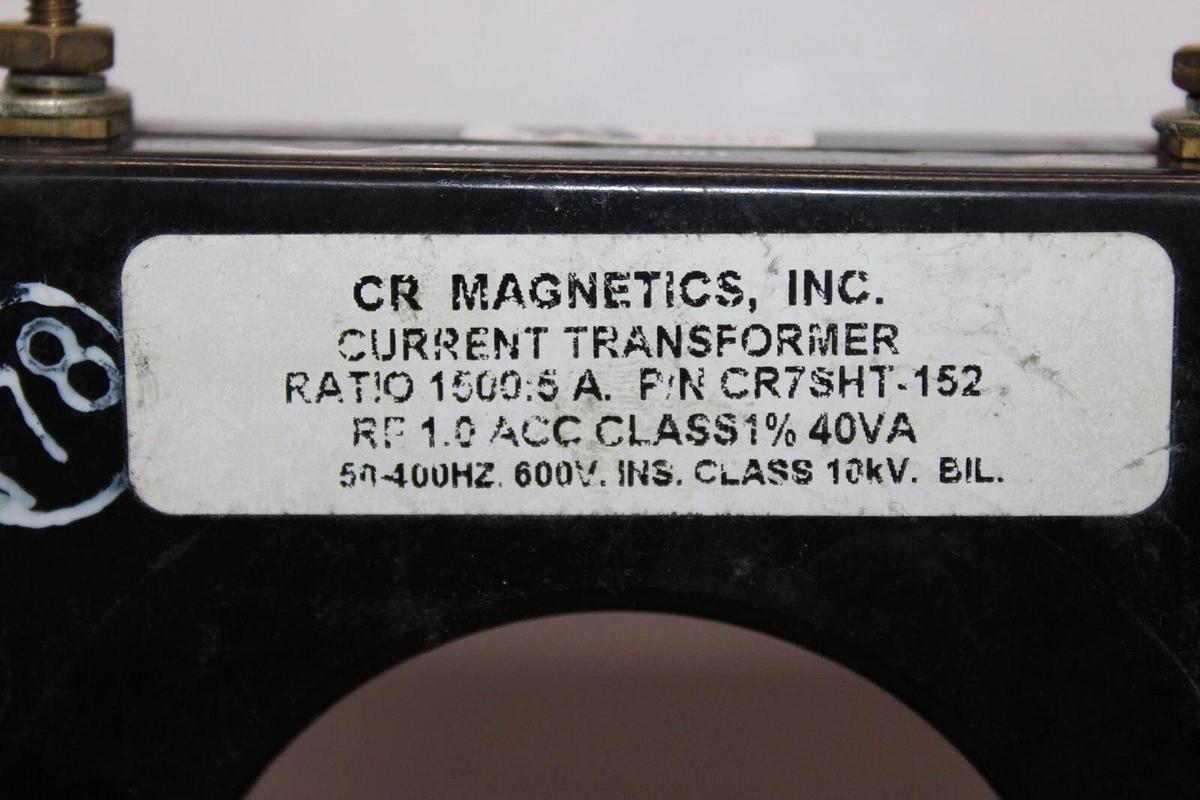 CR MAGNETICS, INC.
CURRENT TRANSFORMER
RATIO 1500:5 A. P/N CR7SHT-152
RF 1.0 ACC CLASS1% 40VA
50-400HZ. 600V. INS. CLASS 10kV. BIL.
78